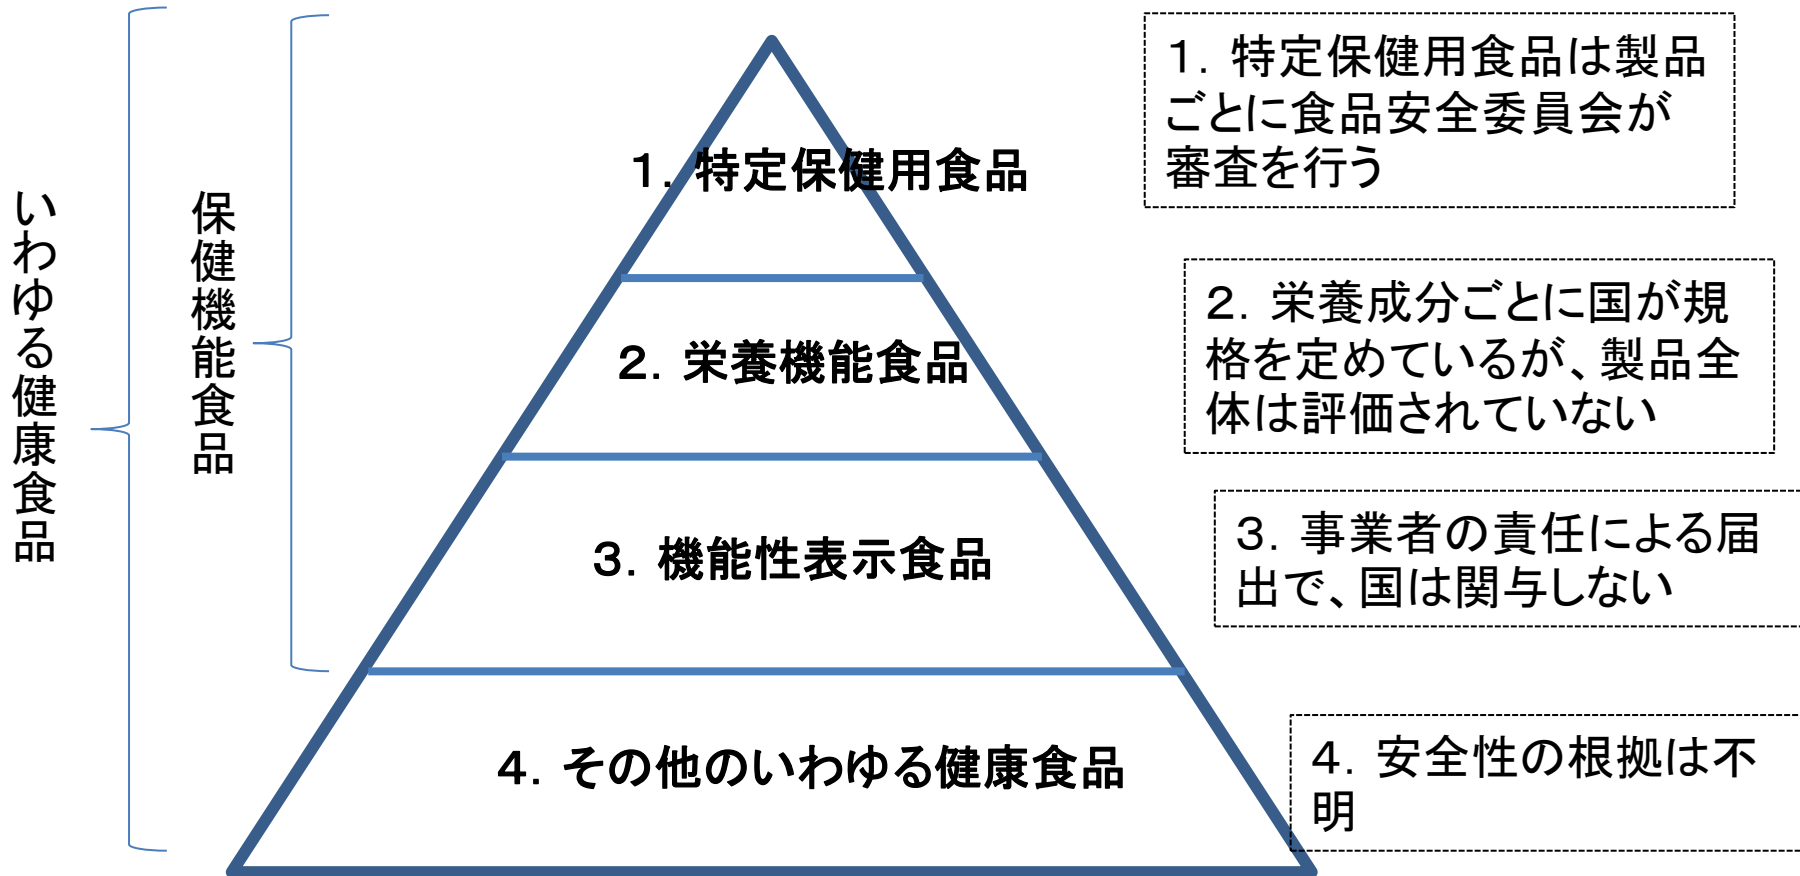 いわゆる健康食品
保健機能食品
1. 特定保健用食品
2. 栄養機能食品
3. 機能性表示食品
4. その他のいわゆる健康食品
1. 特定保健用食品は製品
ごとに食品安全委員会が
審査を行う
2. 栄養成分ごとに国が規
格を定めているが、製品全
体は評価されていない
3. 事業者の責任による届
出で、国は関与しない
4. 安全性の根拠は不
明